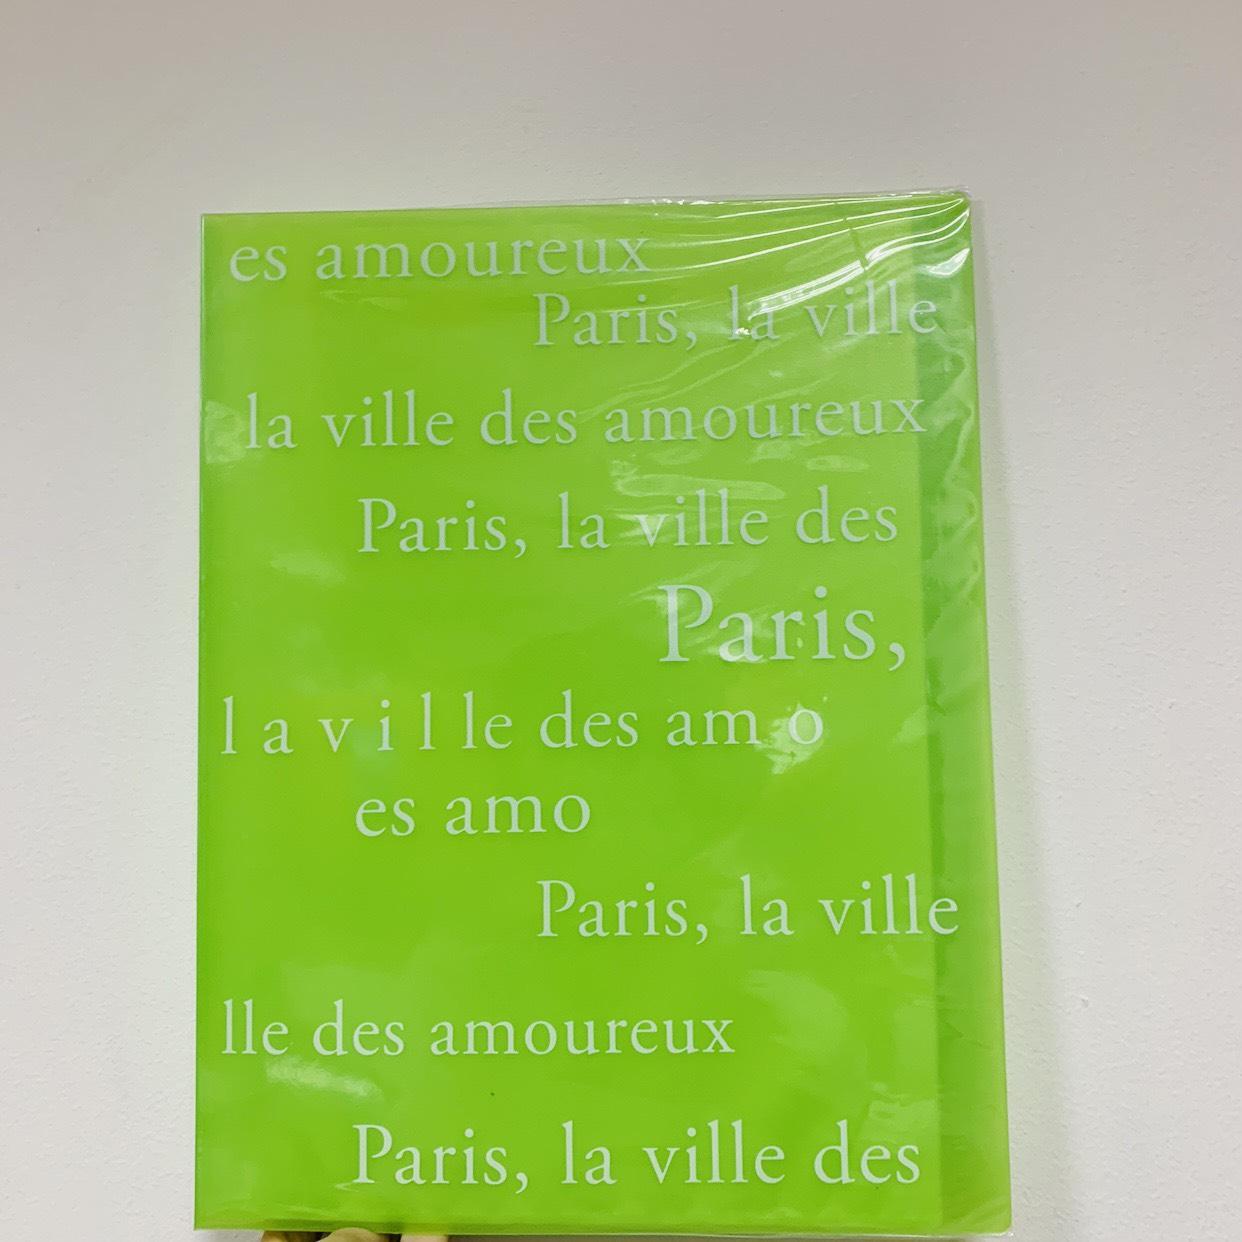 es amoureux
Paris, la ville
la ville des amoureux
Paris, la ville des
Paris,
l a v i l le des am o
es amo
Paris, la ville
lle des amoureux
Paris, la ville des